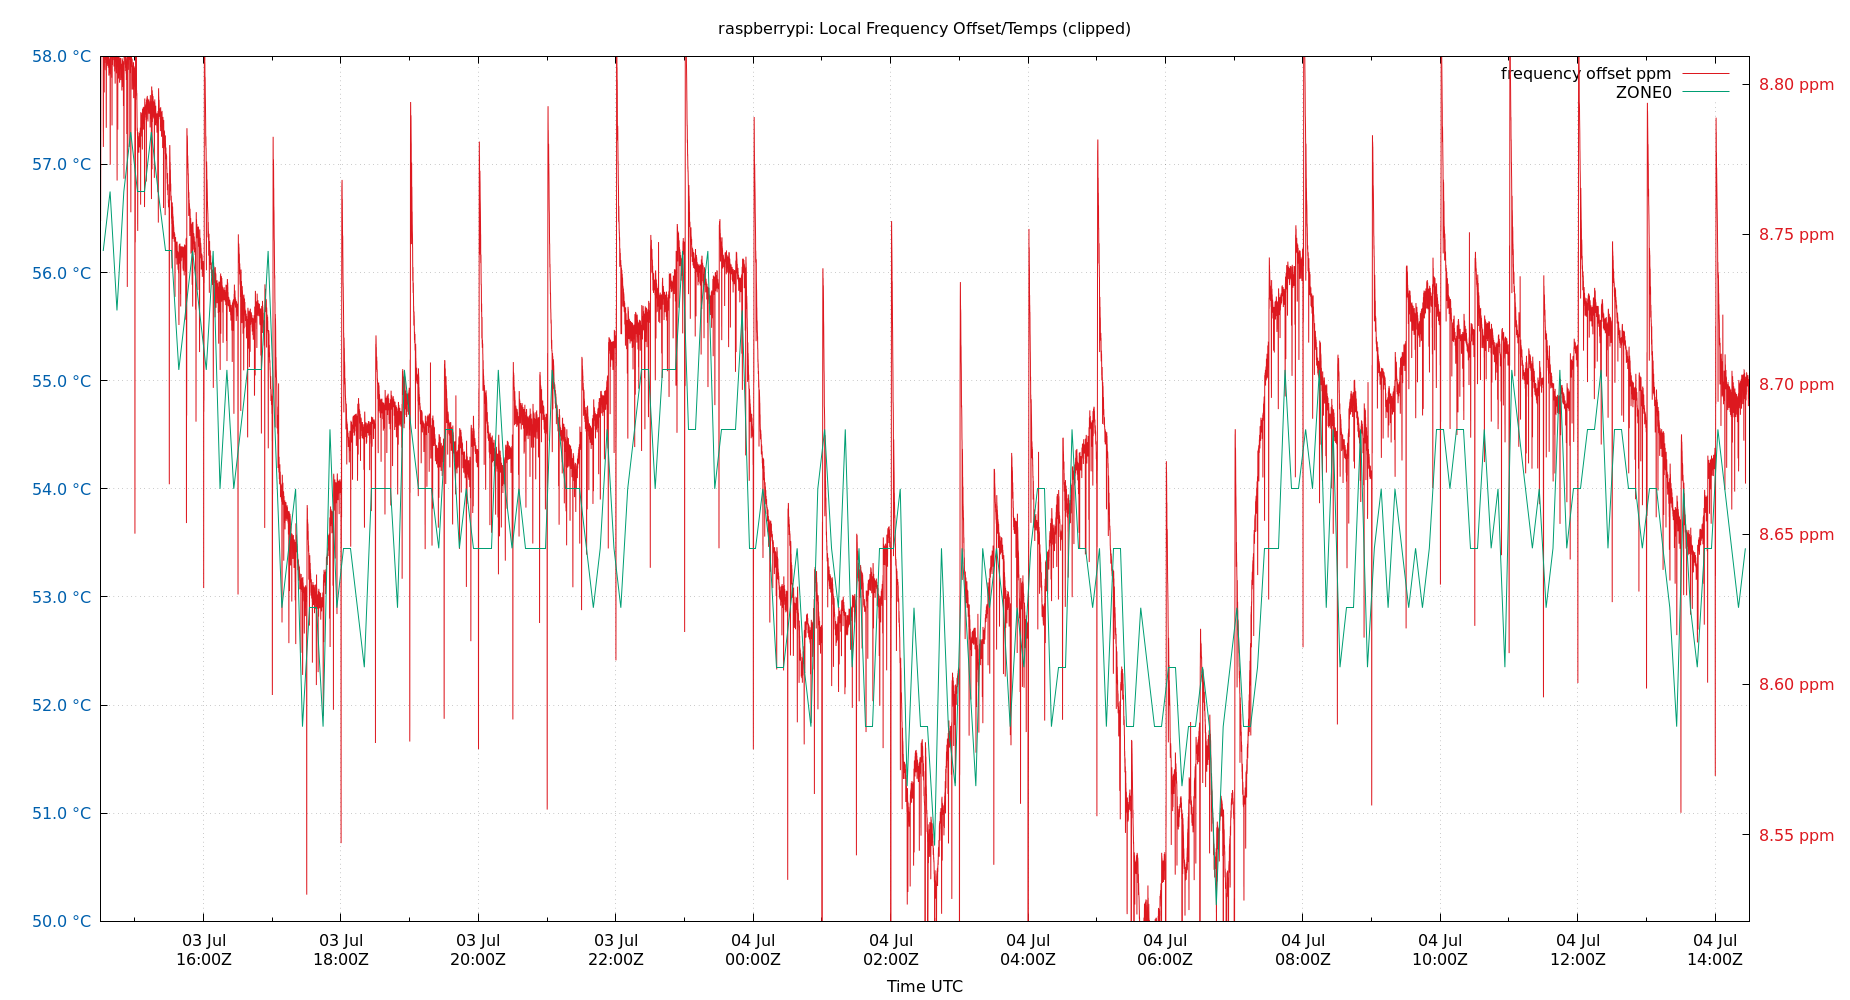 raspberrypi: Local Frequency Offset/Temps (clipped)
frequency offset ppm
ZONE0
58.0 °C
57.0 °C
56.0 °C
55.0 °C
54.0 °C
53.0 °C
52.0 °C
51.0 °C
50.0 °C
8.80 ppm
8.75 ppm
8.70 ppm
8.65 ppm
8.60 ppm
8.55 ppm
03 Jul 03 Jul 03 Jul 03 Jul 04 Jul 04 Jul 04 Jul 04 Jul 04 Jul 04 Jul 04 Jul 04 Jul
16:00Z 18:00Z 20:00Z 22:00Z 00:00Z 02:00Z 04:00Z 06:00Z 08:00Z 10:00Z 12:00Z 14:00Z
Time UTC